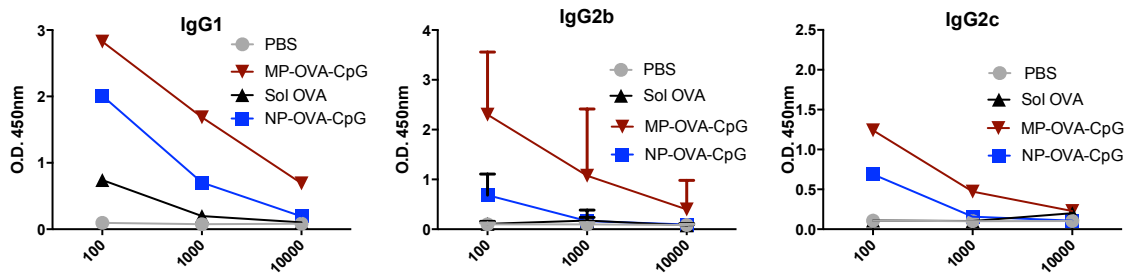 IgG1
O.D. 450nm
3
2
1
0
100
1000
10000
PBS
MP-OVA-CpG
Sol OVA
NP-OVA-CpG
IgG2b
O.D. 450nm
4
3
2
1
0
100
1000
10000
PBS
Sol OVA
MP-OVA-CpG
NP-OVA-CpG
IgG2c
O.D. 450nm
2.5
2.0
1.5
1.0
0.5
0.0
100
1000
10000
PBS
Sol OVA
MP-OVA-CpG
NP-OVA-CpG